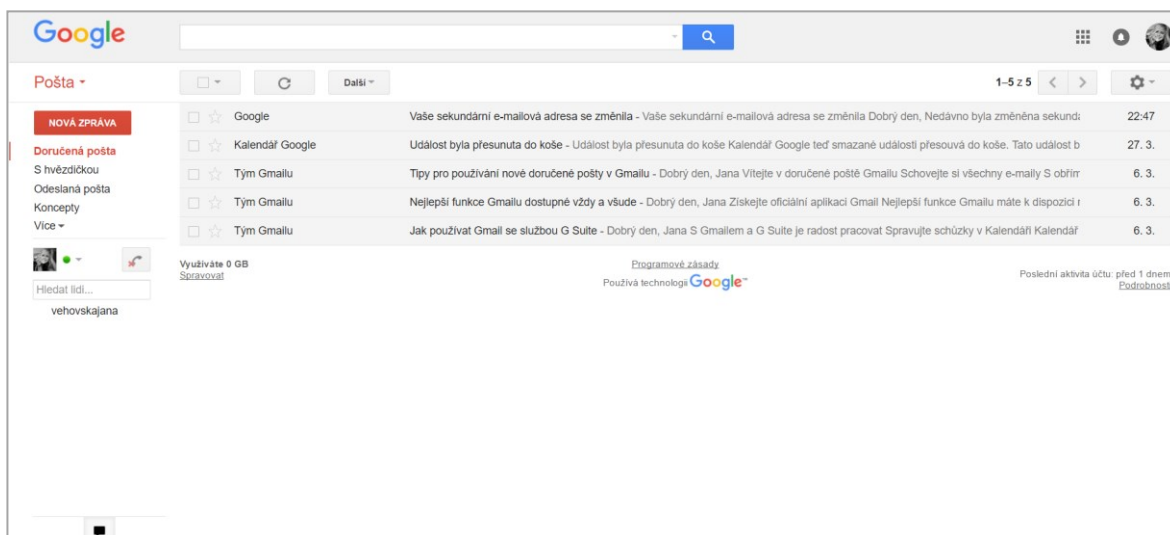 Google
Pošta
Další
1–5 z 5
NOVÁ ZPRÁVA
Doručená pošta
S hvězdičkou
Odeslaná pošta
Koncepty
Více
Google Vaše sekundární e-mailová adresa se změnila - Vaše sekundární e-mailová adresa se změnila Dobrý den, Nedávno byla změněna sekundá 22:47
Kalendář Google Událost byla přesunuta do koše - Událost byla přesunuta do koše Kalendář Google teď smazané události přesouvá do koše. Tato událost b 27. 3.
Tým Gmailu Tipy pro používání nové doručené pošty v Gmailu - Dobrý den, Jana Vítejte v doručené poště Gmailu Schovejte si všechny e-maily S obřím 6. 3.
Tým Gmailu Nejlepší funkce Gmailu dostupné vždy a všude - Dobrý den, Jana Získejte oficiální aplikaci Gmail Nejlepší funkce Gmailu máte k dispozici 6. 3.
Tým Gmailu Jak používat Gmail se službou G Suite - Dobrý den, Jana S Gmailem a G Suite je radost pracovat Spravujte schůzky v Kalendáři Kalendář 6. 3.
Hledat lidi...
vehovskajana
Využíváte 0 GB
Spravovat
Programové zásady
Používá technologii Google™
Poslední aktivita účtu: před 1 dnem
Podrobnosti